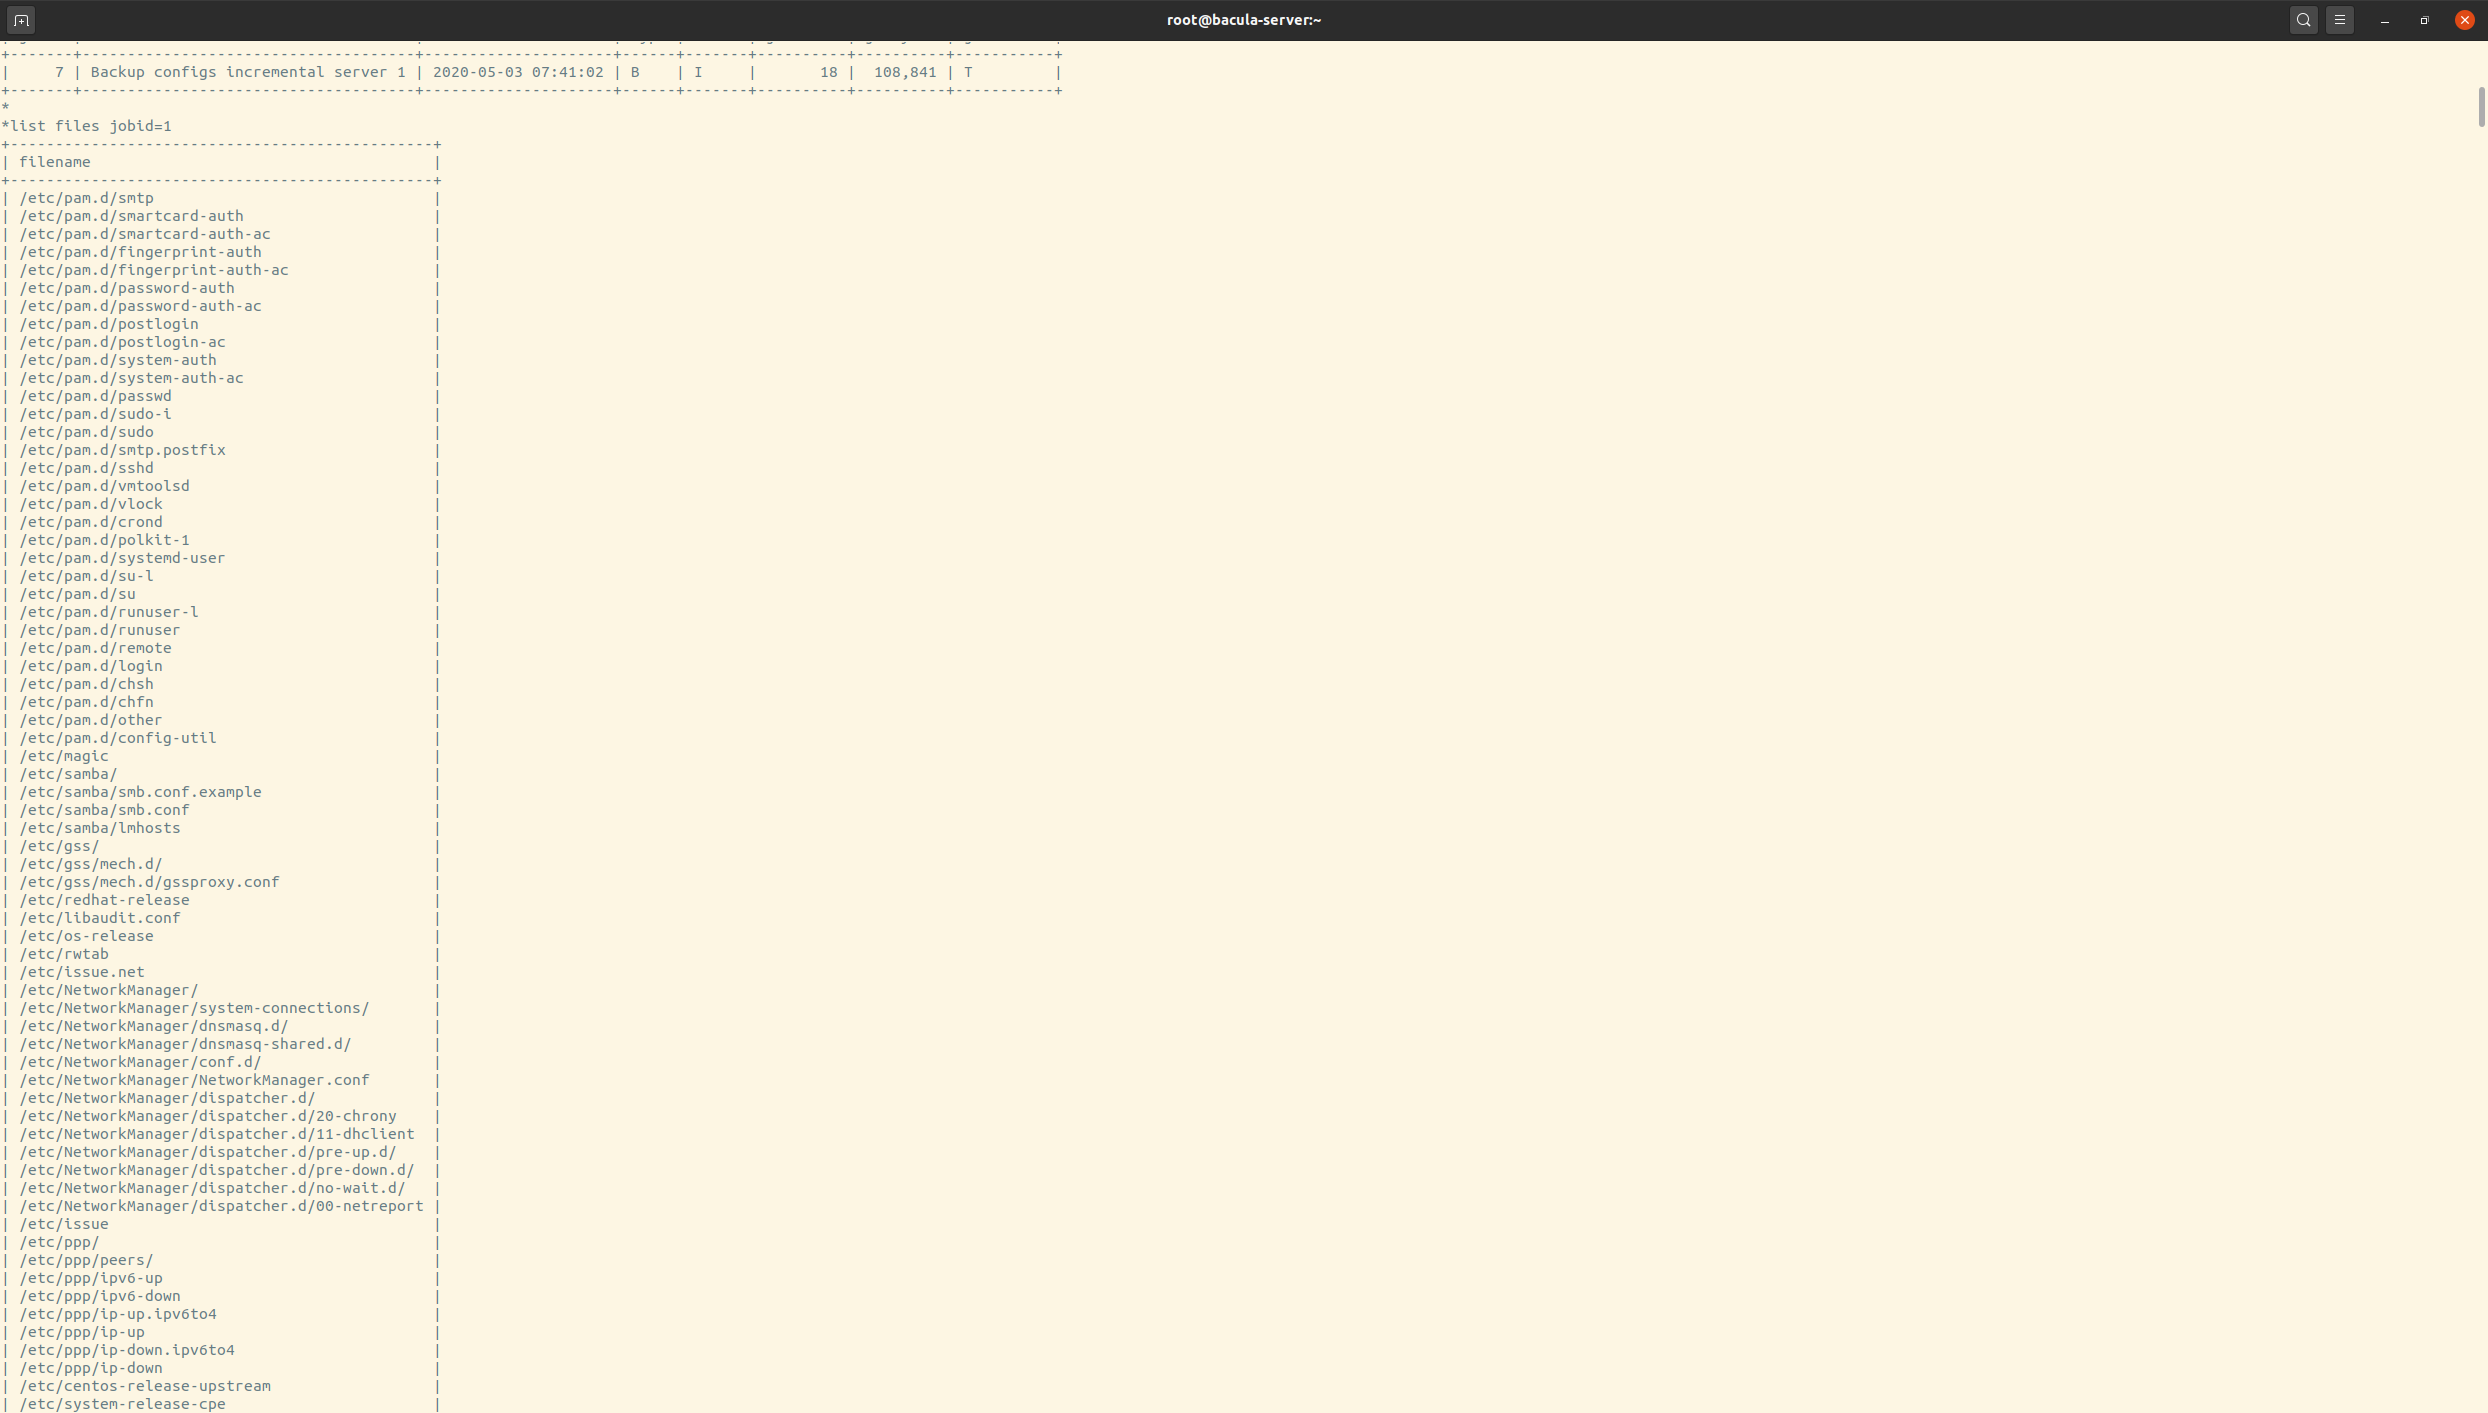 root@bacula-server:~
+-------+-------------------------------------+---------------------+------+-------+----------+----------+-----------+
|     7 | Backup configs incremental server 1 | 2020-05-03 07:41:02 | B    | I     |       18 |  108,841 | T         |
+-------+-------------------------------------+---------------------+------+-------+----------+----------+-----------+
*
*list files jobid=1
+-----------------------------------------------+
| filename                                      |
+-----------------------------------------------+
| /etc/pam.d/smtp                               |
| /etc/pam.d/smartcard-auth                     |
| /etc/pam.d/smartcard-auth-ac                  |
| /etc/pam.d/fingerprint-auth                   |
| /etc/pam.d/fingerprint-auth-ac                |
| /etc/pam.d/password-auth                      |
| /etc/pam.d/password-auth-ac                   |
| /etc/pam.d/postlogin                          |
| /etc/pam.d/postlogin-ac                       |
| /etc/pam.d/system-auth                        |
| /etc/pam.d/system-auth-ac                     |
| /etc/pam.d/passwd                             |
| /etc/pam.d/sudo-i                             |
| /etc/pam.d/sudo                               |
| /etc/pam.d/smtp.postfix                       |
| /etc/pam.d/sshd                               |
| /etc/pam.d/vmtoolsd                           |
| /etc/pam.d/vlock                              |
| /etc/pam.d/crond                              |
| /etc/pam.d/polkit-1                           |
| /etc/pam.d/systemd-user                       |
| /etc/pam.d/su-l                               |
| /etc/pam.d/su                                 |
| /etc/pam.d/runuser-l                          |
| /etc/pam.d/runuser                            |
| /etc/pam.d/remote                             |
| /etc/pam.d/login                              |
| /etc/pam.d/chsh                               |
| /etc/pam.d/chfn                               |
| /etc/pam.d/other                              |
| /etc/pam.d/config-util                        |
| /etc/magic                                    |
| /etc/samba/                                   |
| /etc/samba/smb.conf.example                   |
| /etc/samba/smb.conf                           |
| /etc/samba/lmhosts                            |
| /etc/gss/                                     |
| /etc/gss/mech.d/                              |
| /etc/gss/mech.d/gssproxy.conf                 |
| /etc/redhat-release                           |
| /etc/libaudit.conf                            |
| /etc/os-release                               |
| /etc/rwtab                                    |
| /etc/issue.net                                |
| /etc/NetworkManager/                          |
| /etc/NetworkManager/system-connections/       |
| /etc/NetworkManager/dnsmasq.d/                |
| /etc/NetworkManager/dnsmasq-shared.d/         |
| /etc/NetworkManager/conf.d/                   |
| /etc/NetworkManager/NetworkManager.conf       |
| /etc/NetworkManager/dispatcher.d/             |
| /etc/NetworkManager/dispatcher.d/20-chrony    |
| /etc/NetworkManager/dispatcher.d/11-dhclient  |
| /etc/NetworkManager/dispatcher.d/pre-up.d/    |
| /etc/NetworkManager/dispatcher.d/pre-down.d/  |
| /etc/NetworkManager/dispatcher.d/no-wait.d/   |
| /etc/NetworkManager/dispatcher.d/00-netreport |
| /etc/issue                                    |
| /etc/ppp/                                     |
| /etc/ppp/peers/                               |
| /etc/ppp/ipv6-up                              |
| /etc/ppp/ipv6-down                            |
| /etc/ppp/ip-up.ipv6to4                        |
| /etc/ppp/ip-up                                |
| /etc/ppp/ip-down.ipv6to4                      |
| /etc/ppp/ip-down                              |
| /etc/centos-release-upstream                  |
| /etc/system-release-cpe                       |